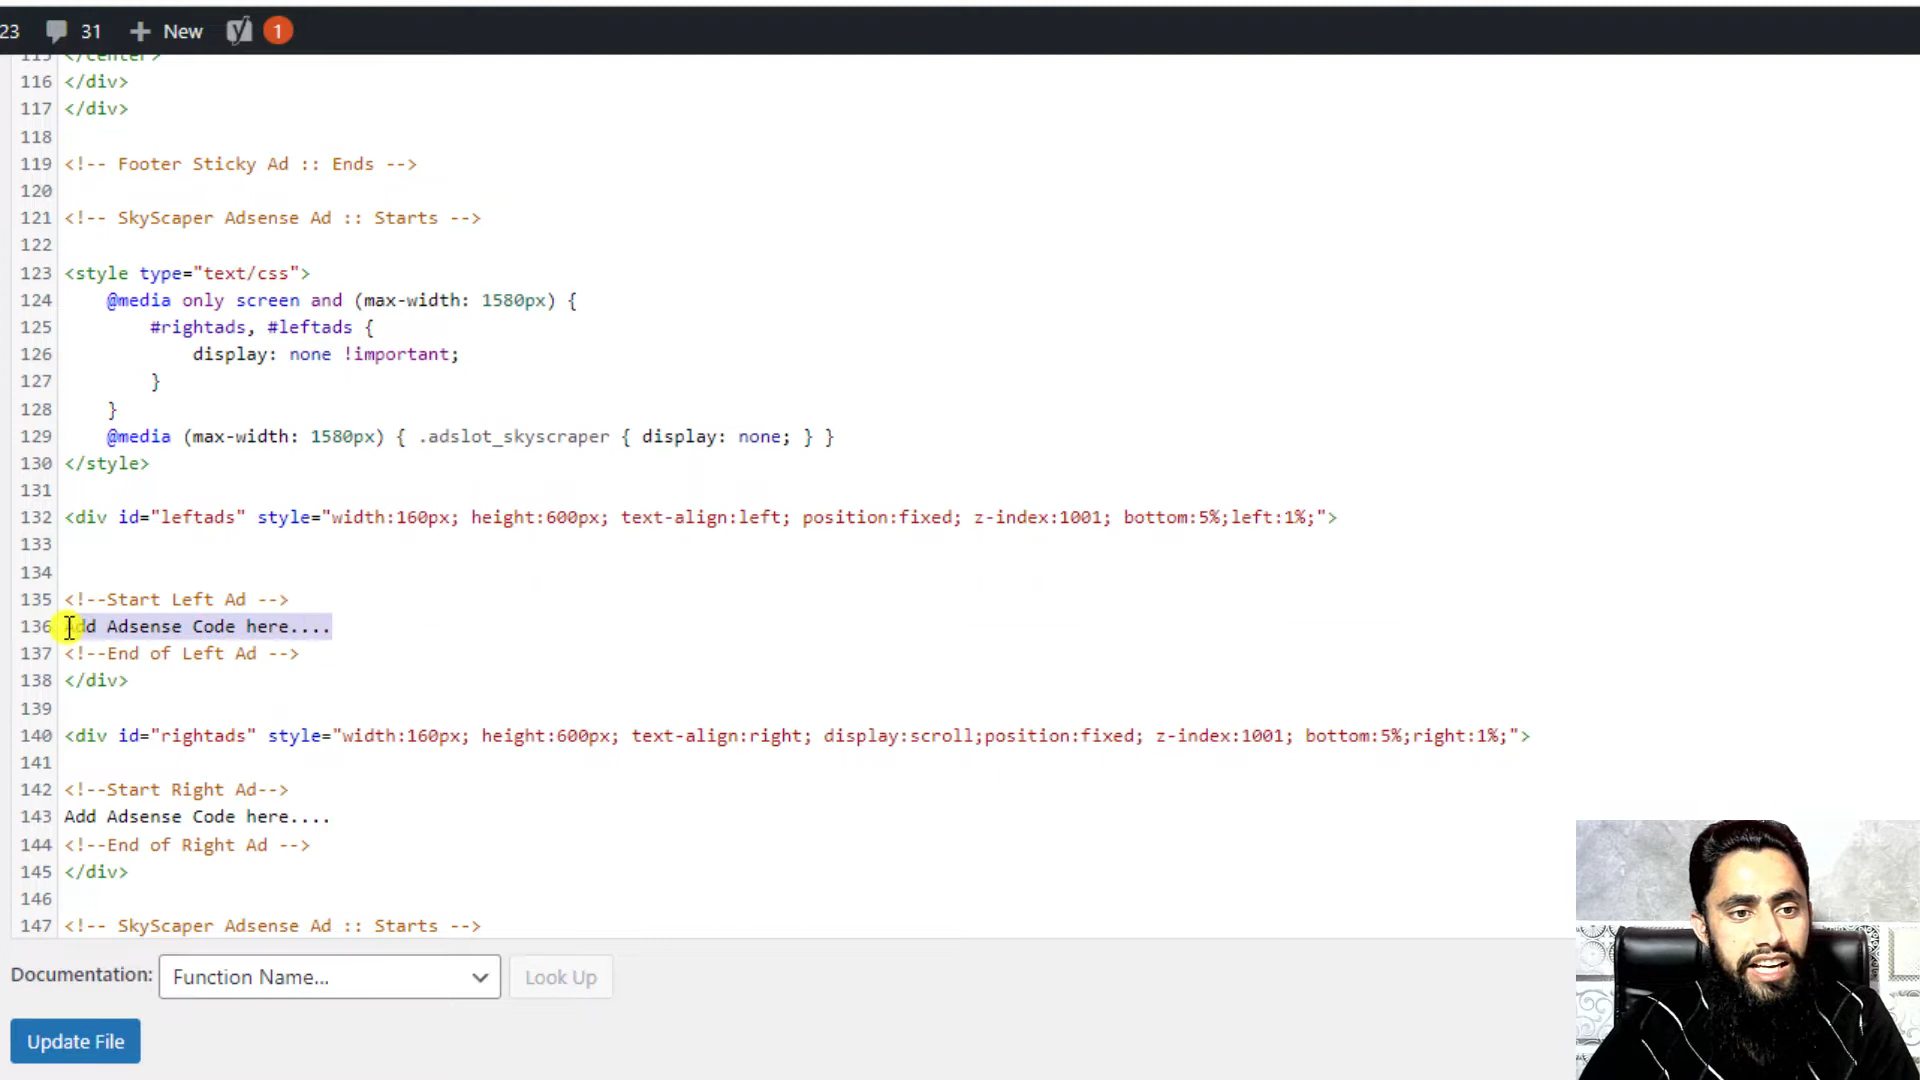 23 31 + New 1
115 </center>
116 </div>
117 </div>
118
119 <!-- Footer Sticky Ad :: Ends -->
120
121 <!-- SkyScaper Adsense Ad :: Starts -->
122
123 <style type="text/css">
124 @media only screen and (max-width: 1580px) {
125 #rightads, #leftads {
126 display: none !important;
127 }
128 }
129 @media (max-width: 1580px) { .adslot_skyscraper { display: none; } }
130 </style>
131
132 <div id="leftads" style="width:160px; height:600px; text-align:left; position:fixed; z-index:1001; bottom:5%;left:1%;">
133
134
135 <!--Start Left Ad -->
136 Add Adsense Code here....
137 <!--End of Left Ad -->
138 </div>
139
140 <div id="rightads" style="width:160px; height:600px; text-align:right; display:scroll;position:fixed; z-index:1001; bottom:5%;right:1%;">
141
142 <!--Start Right Ad-->
143 Add Adsense Code here....
144 <!--End of Right Ad -->
145 </div>
146
147 <!-- SkyScaper Adsense Ad :: Starts -->
Documentation: Function Name... Look Up
Update File